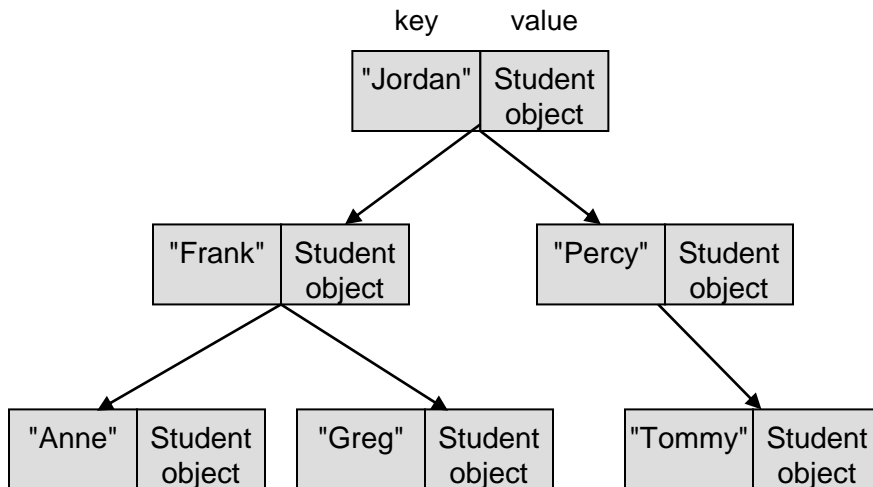 key value
"Jordan" Student
object
"Frank" Student
object
"Percy" Student
object
"Anne" Student
object
"Greg" Student
object
"Tommy" Student
object